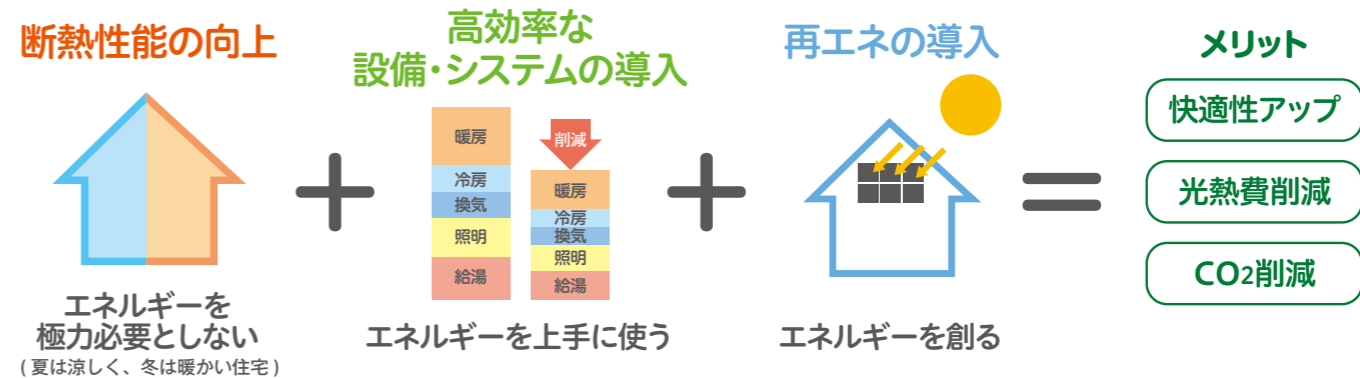 断熱性能の向上
エネルギーを
極力必要としない
(夏は涼しく、冬は暖かい住宅)
高効率な
設備・システムの導入
暖房
冷房
換気
照明
給湯
削減
暖房
冷房
換気
照明
給湯
エネルギーを上手に使う
再エネの導入
エネルギーを創る
メリット
快適性アップ
光熱費削減
CO2削減